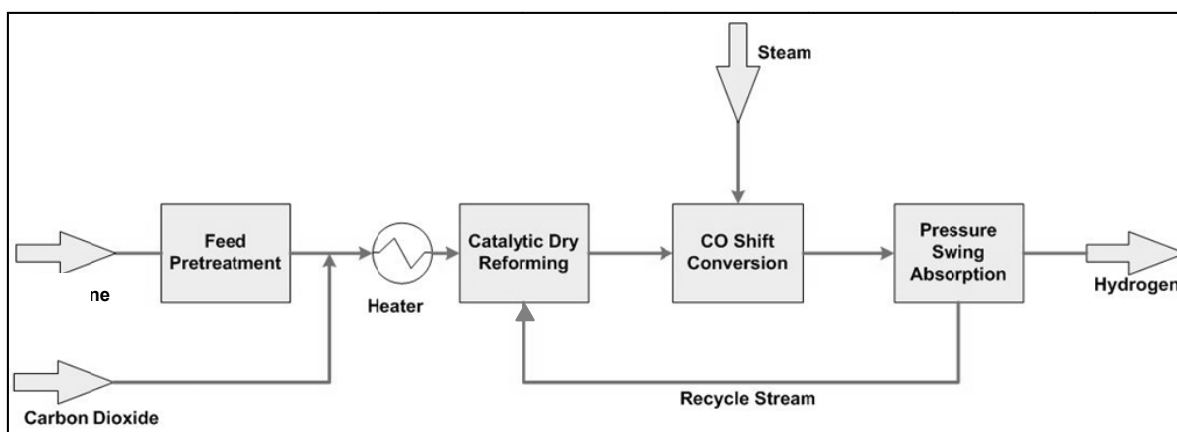 Steam
Feed
Pretreatment
Catalytic Dry
Reforming
CO Shift
Conversion
Pressure
Swing
Absorption
ne
Heater
Hydrogen
Recycle Stream
Carbon Dioxide